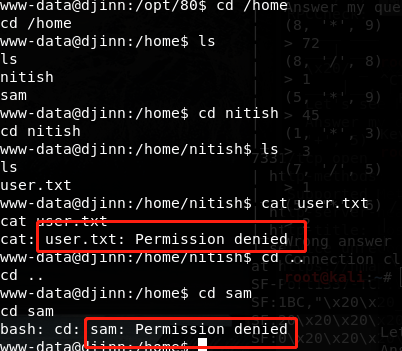 www-data@djinn:/opt/80$ cd /home
cd /home
www-data@djinn:/home$ ls
ls
nitish
sam
www-data@djinn:/home$ cd nitish
cd nitish
www-data@djinn:/home/nitish$ ls
ls
user.txt
www-data@djinn:/home/nitish$ cat user.txt
cat user.txt
cat: user.txt: Permission denied
www-data@djinn:/home/nitish$ cd ..
cd ..
www-data@djinn:/home$ cd sam
cd sam
bash: cd: sam: Permission denied
www-data@djinn:/home$
Answer my que
(8, '*', 9)
> 72
(8, '/', 8)
> 1
(5, '*', 9)
> 45
(1, '*', 3)
> 3
(7, '/', 5)
> 1
wrong answer
connection cl
root@kali:~#
SF:1BC,"\x20\x